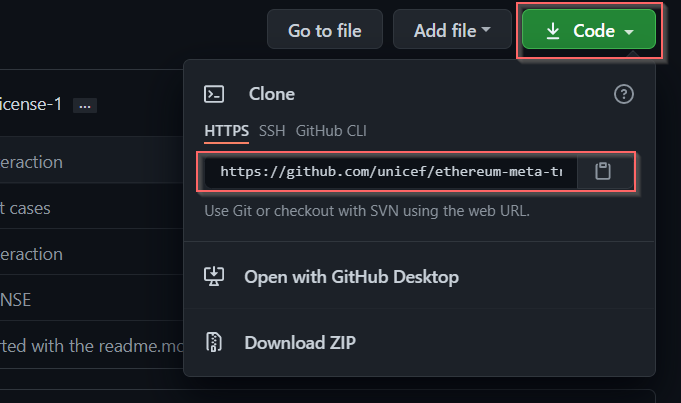 Go to file Add file Code
icense-1 ...
Clone
HTTPS SSH GitHub CLI
eraction
https://github.com/unicef/ethereum-meta-tr
t cases
Use Git or checkout with SVN using the web URL.
eraction
Open with GitHub Desktop
NSE
rted with the readme.mc
Download ZIP